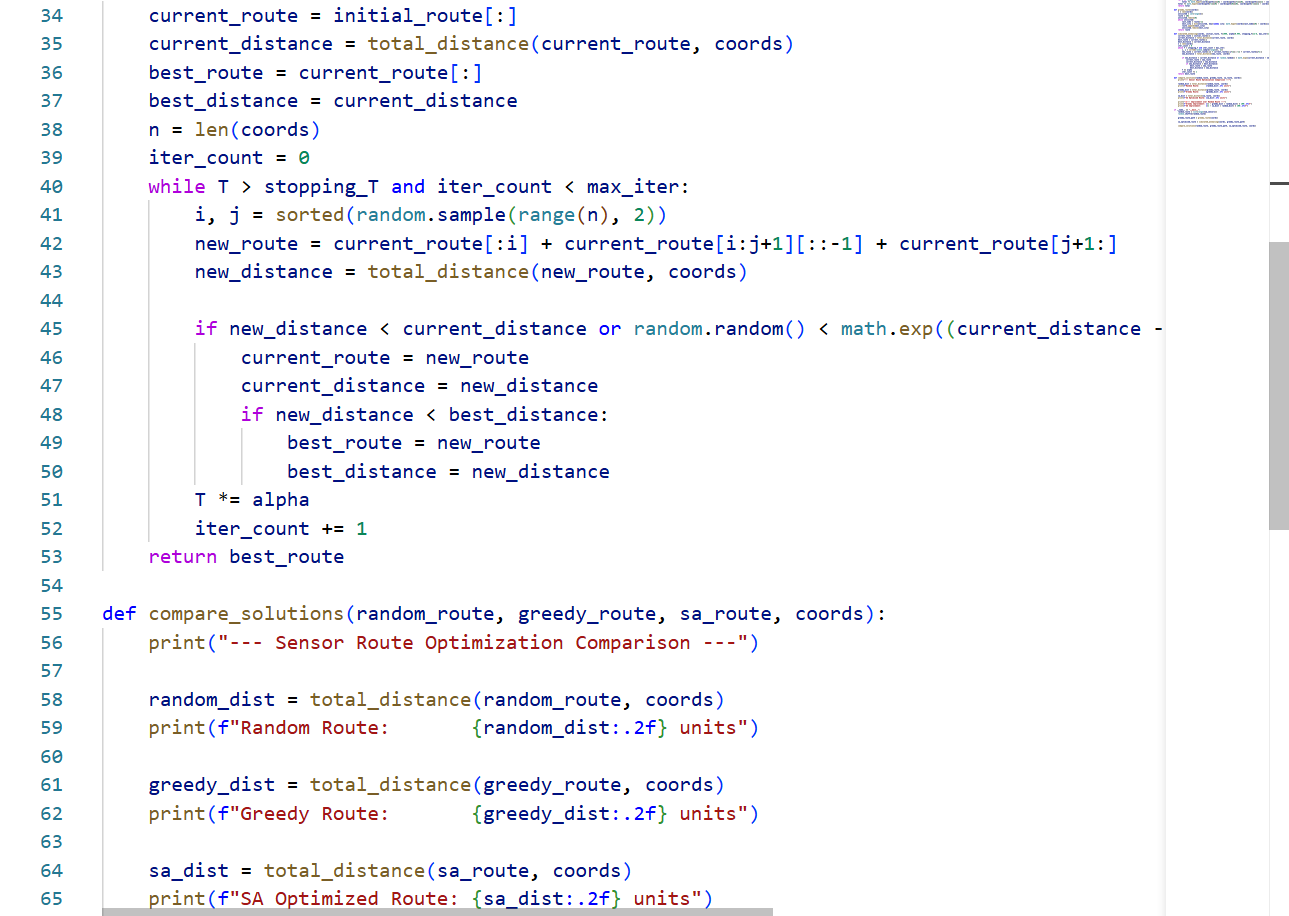 34 current_route = initial_route[:]
35 current_distance = total_distance(current_route, coords)
36 best_route = current_route[:]
37 best_distance = current_distance
38 n = len(coords)
39 iter_count = 0
40 while T > stopping_T and iter_count < max_iter:
41 i, j = sorted(random.sample(range(n), 2))
42 new_route = current_route[:i] + current_route[i:j+1][::-1] + current_route[j+1:]
43 new_distance = total_distance(new_route, coords)
44
45 if new_distance < current_distance or random.random() < math.exp((current_distance -
46 current_route = new_route
47 current_distance = new_distance
48 if new_distance < best_distance:
49 best_route = new_route
50 best_distance = new_distance
51 T *= alpha
52 iter_count += 1
53 return best_route
54
55 def compare_solutions(random_route, greedy_route, sa_route, coords):
56 print("--- Sensor Route Optimization Comparison ---")
57
58 random_dist = total_distance(random_route, coords)
59 print(f"Random Route:       {random_dist:.2f} units")
60
61 greedy_dist = total_distance(greedy_route, coords)
62 print(f"Greedy Route:       {greedy_dist:.2f} units")
63
64 sa_dist = total_distance(sa_route, coords)
65 print(f"SA Optimized Route: {sa_dist:.2f} units")